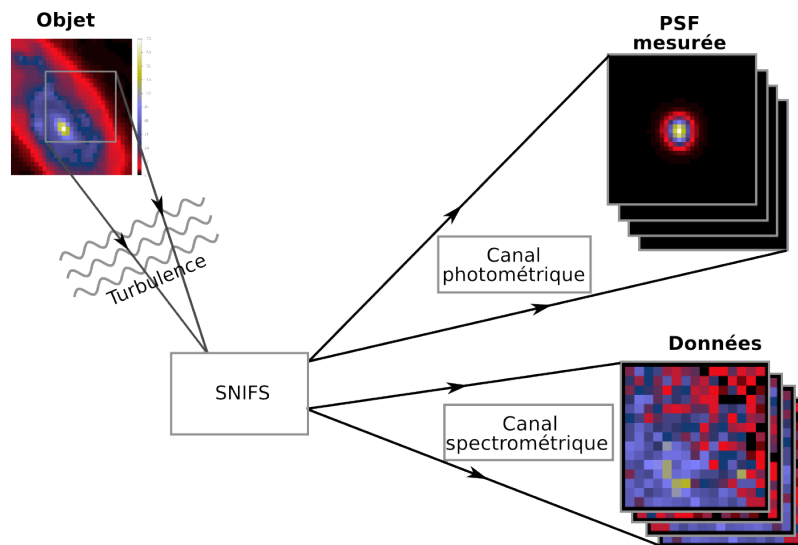 Objet
PSF
mesurée
Turbulence
Canal
photométrique
SNIFS
Données
Canal
spectrométrique